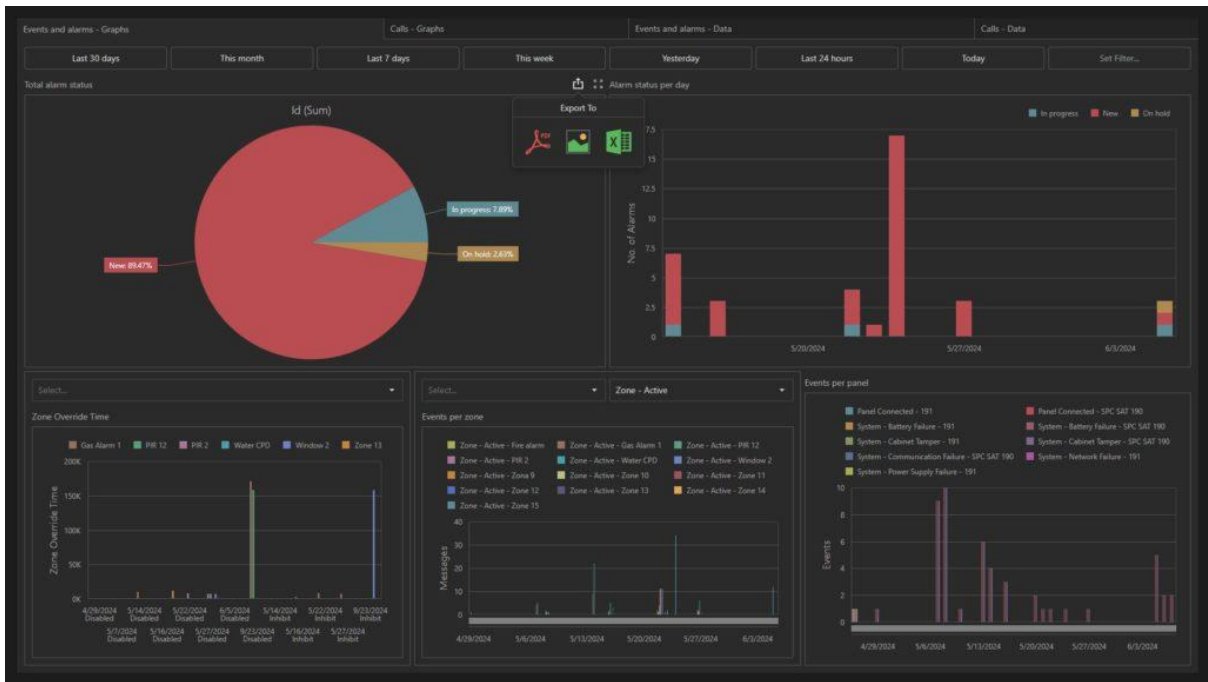 Events and alarms - Graphs
Calls - Graphs
Events and alarms - Data
Calls - Data
Last 30 days
This month
Last 7 days
This week
Yesterday
Last 24 hours
Today
Set Filter...
Total alarm status
Id (Sum)
In progress: 7.89%
On hold: 2.63%
New: 89.47%
Export To
PDF
X
Alarm status per day
In progress New On hold
No. of Alarms
17.5
15
12.5
10
7.5
5
2.5
0
5/20/2024 5/27/2024 6/3/2024
Select...
Zone Override Time
Gas Alarm 1 PIR 12 PIR 2 Water CPD Window 2 Zone 13
Zone Override Time
200K
150K
100K
50K
0K
4/29/2024 5/14/2024 5/22/2024 6/5/2024 5/14/2024 5/22/2024 9/23/2024
Disabled Disabled Disabled Disabled Inhibit Inhibit Inhibit
5/7/2024 5/16/2024 5/27/2024 9/23/2024 5/16/2024 5/27/2024
Disabled Disabled Disabled Disabled Inhibit Inhibit
Select...
Zone - Active
Events per zone
Zone - Active - Fire alarm Zone - Active - Gas Alarm 1 Zone - Active - PIR 12
Zone - Active - PIR 2 Zone - Active - Water CPD Zone - Active - Window 2
Zone - Active - Zona 9 Zone - Active - Zone 10 Zone - Active - Zone 11
Zone - Active - Zone 12 Zone - Active - Zone 13 Zone - Active - Zone 14
Zone - Active - Zone 15
Messages
40
30
20
10
0
4/29/2024 5/6/2024 5/13/2024 5/20/2024 5/27/2024 6/3/2024
Events per panel
Panel Connected - 191 Panel Connected - SPC SAT 190
System - Battery Failure - 191 System - Battery Failure - SPC SAT 190
System - Cabinet Tamper - 191 System - Cabinet Tamper - SPC SAT 190
System - Communication Failure - SPC SAT 190 System - Network Failure - 191
System - Power Supply Failure - 191
Events
10
8
6
4
2
0
4/29/2024 5/6/2024 5/13/2024 5/20/2024 5/27/2024 6/3/2024